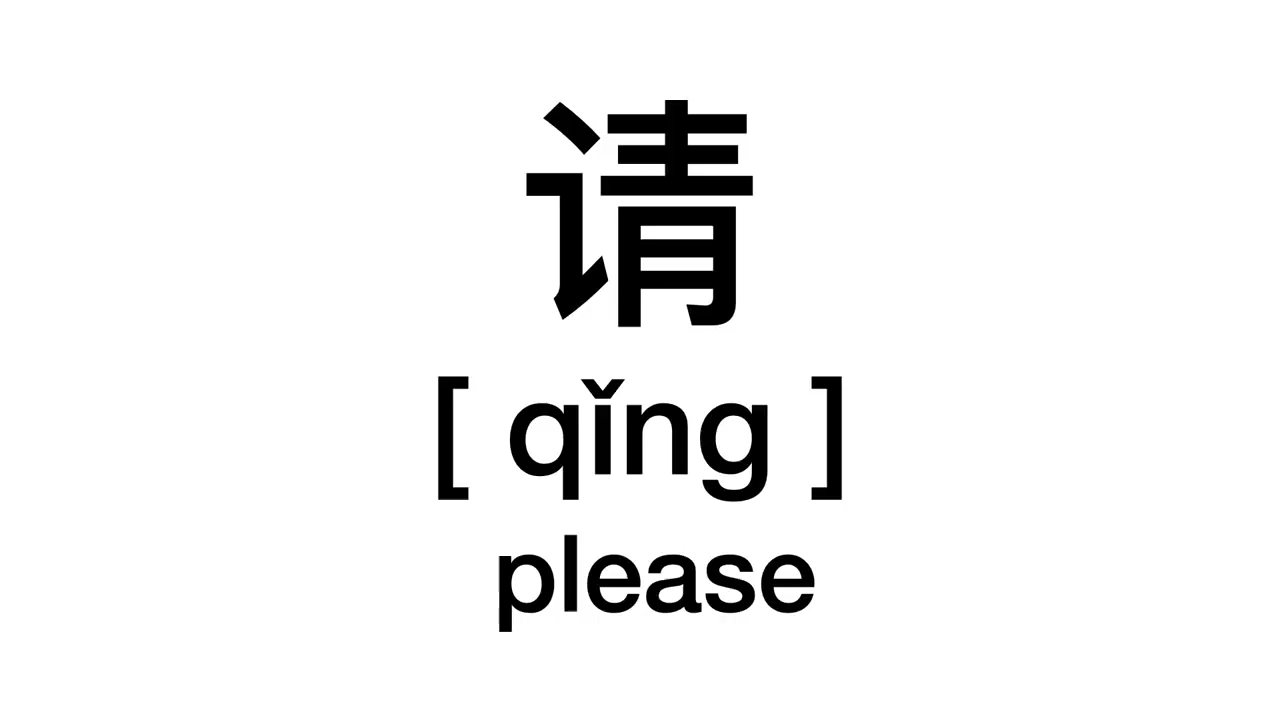 请
[ qǐng ]
please